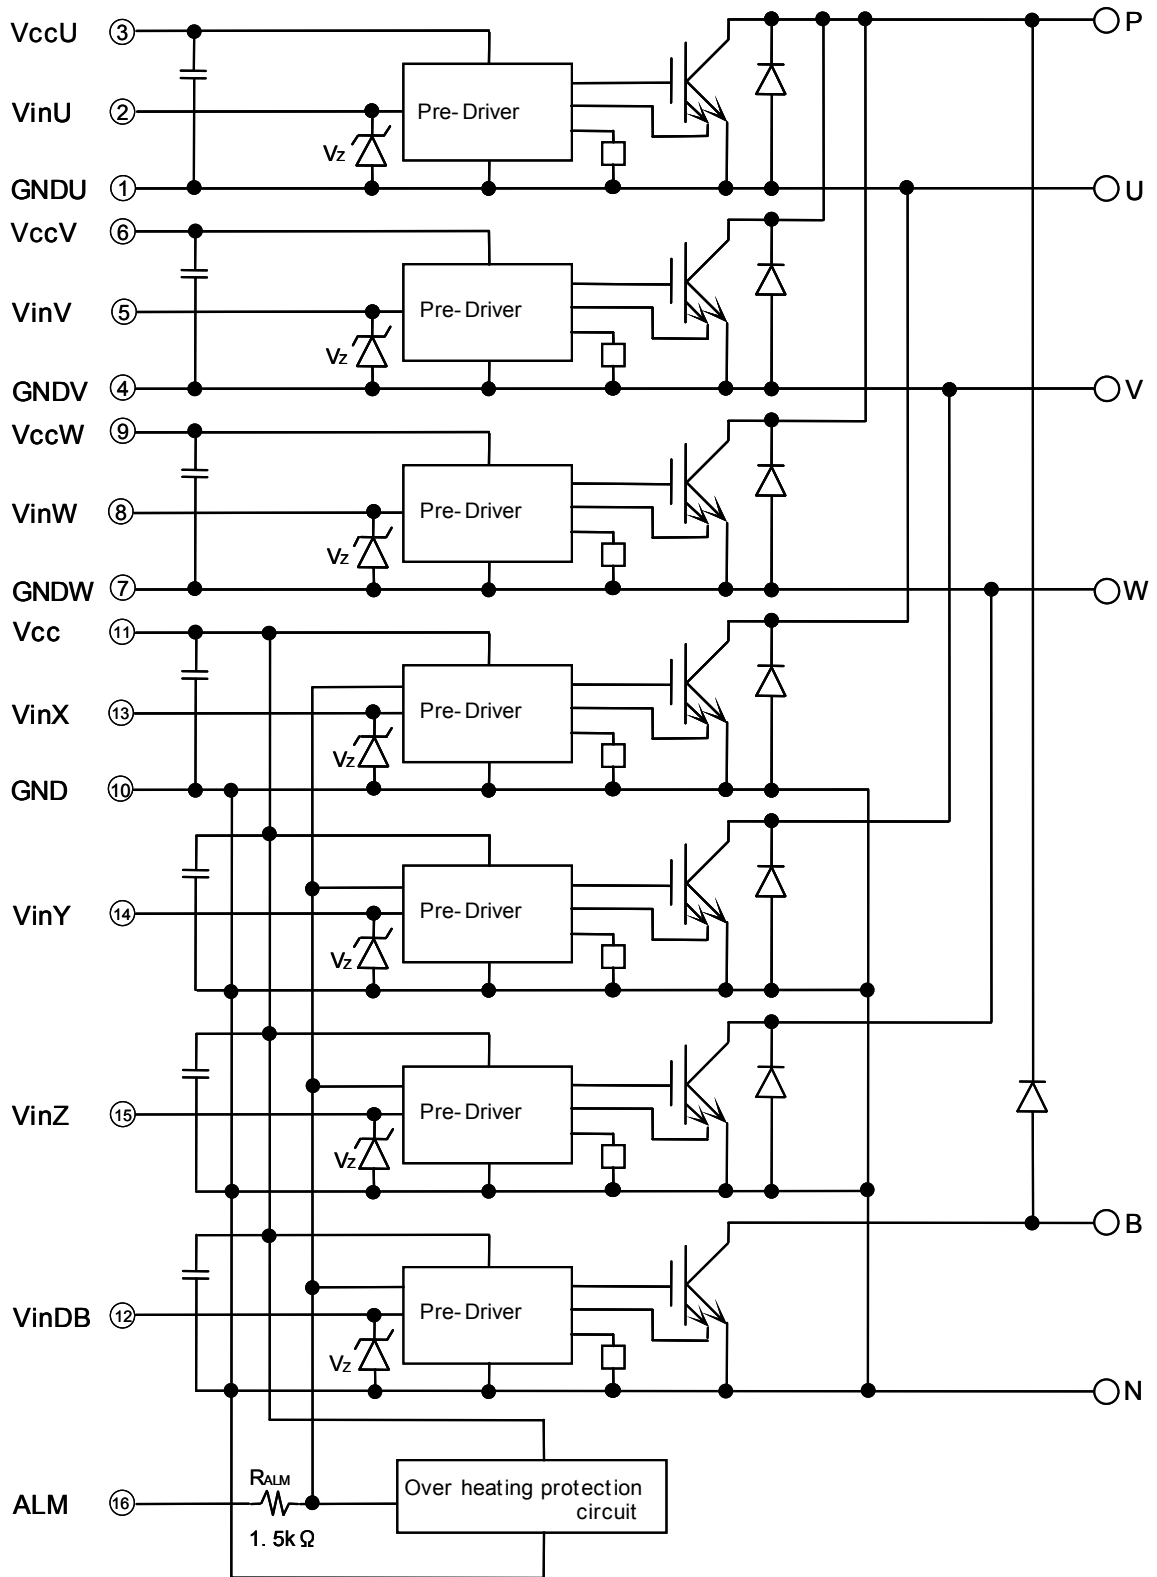 VccU 3 P
VinU 2 Pre-Driver
Vz
GNDU 1 U
VccV 6
VinV 5 Pre-Driver
Vz
GNDV 4 V
VccW 9
VinW 8 Pre-Driver
Vz
GNDW 7 W
Vcc 11
VinX 13 Pre-Driver
Vz
GND 10
VinY 14 Pre-Driver
Vz
VinZ 15 Pre-Driver
Vz
B
VinDB 12 Pre-Driver
Vz
N
RALM
ALM 16 Over heating protection
circuit
1.5kΩ